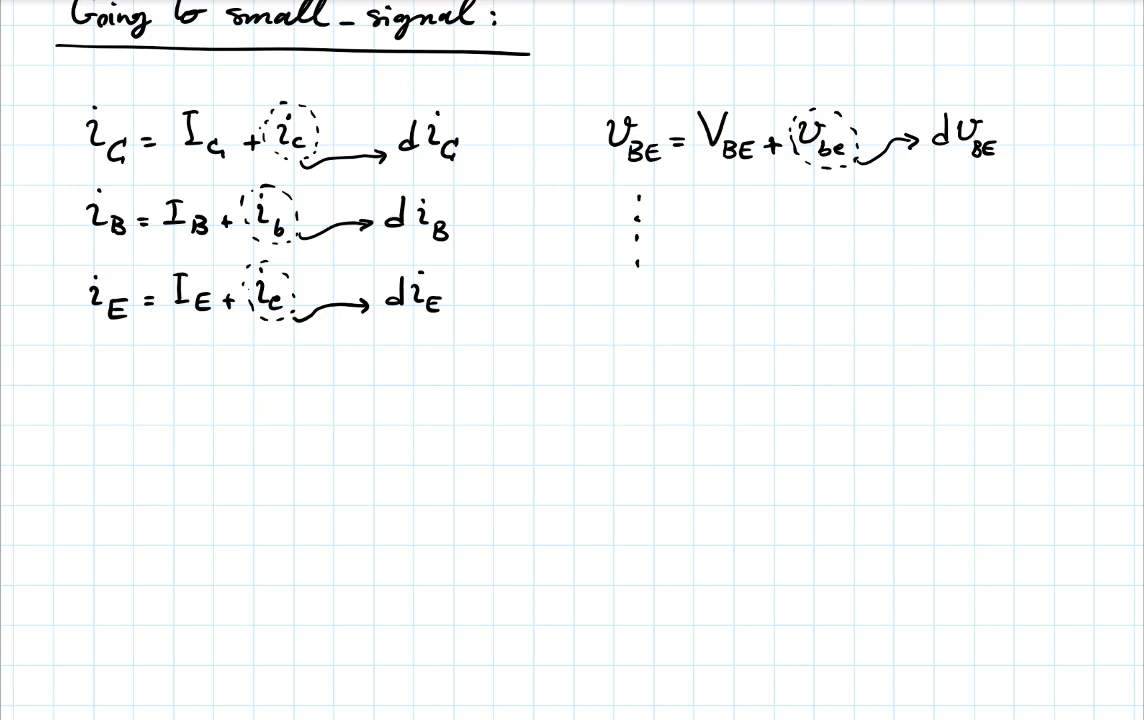 Going to small-signal:
i_C = I_C + i_c → di_C
i_B = I_B + i_b → di_B
i_E = I_E + i_e → di_E
v_BE = V_BE + v_be → dv_BE
⋮